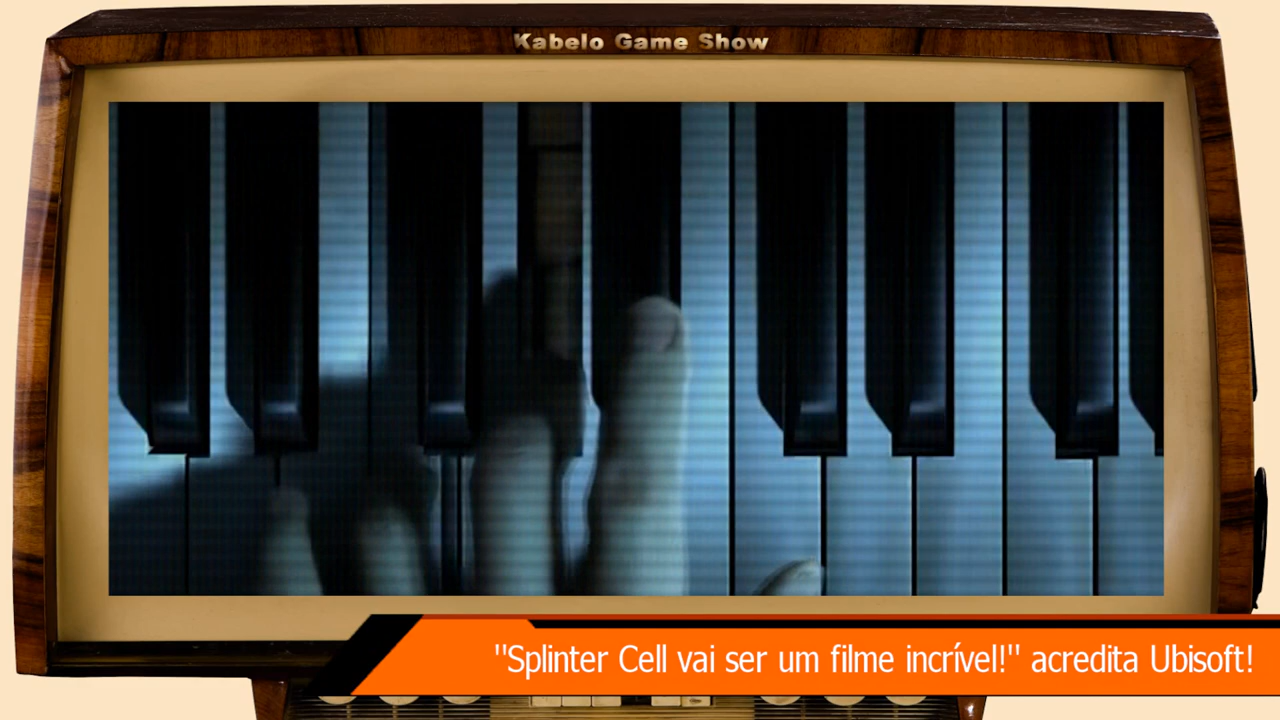 Kabelo Game Show
"Splinter Cell vai ser um filme incrível!" acredita Ubisoft!